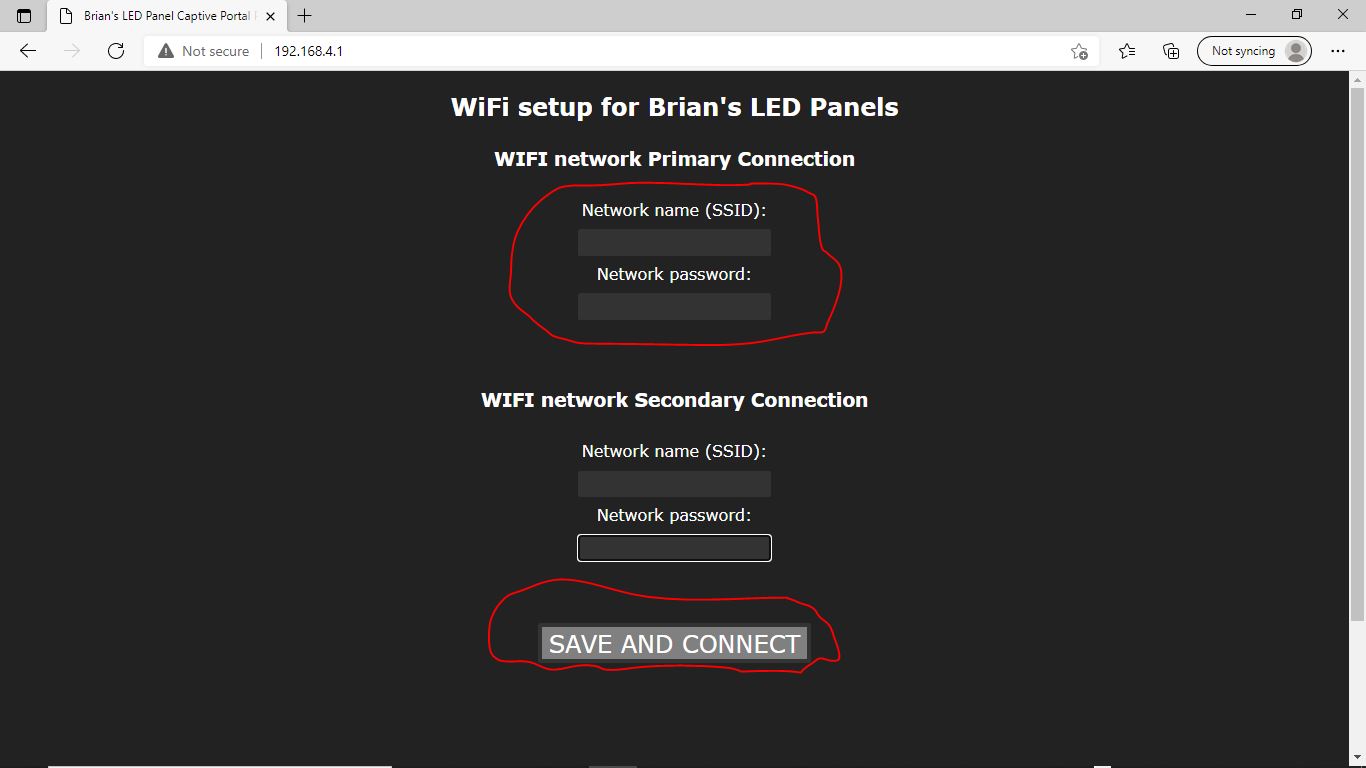 Brian's LED Panel Captive Portal
Not secure
192.168.4.1
Not syncing
WiFi setup for Brian's LED Panels
WIFI network Primary Connection
Network name (SSID):
Network password:
WIFI network Secondary Connection
Network name (SSID):
Network password:
SAVE AND CONNECT